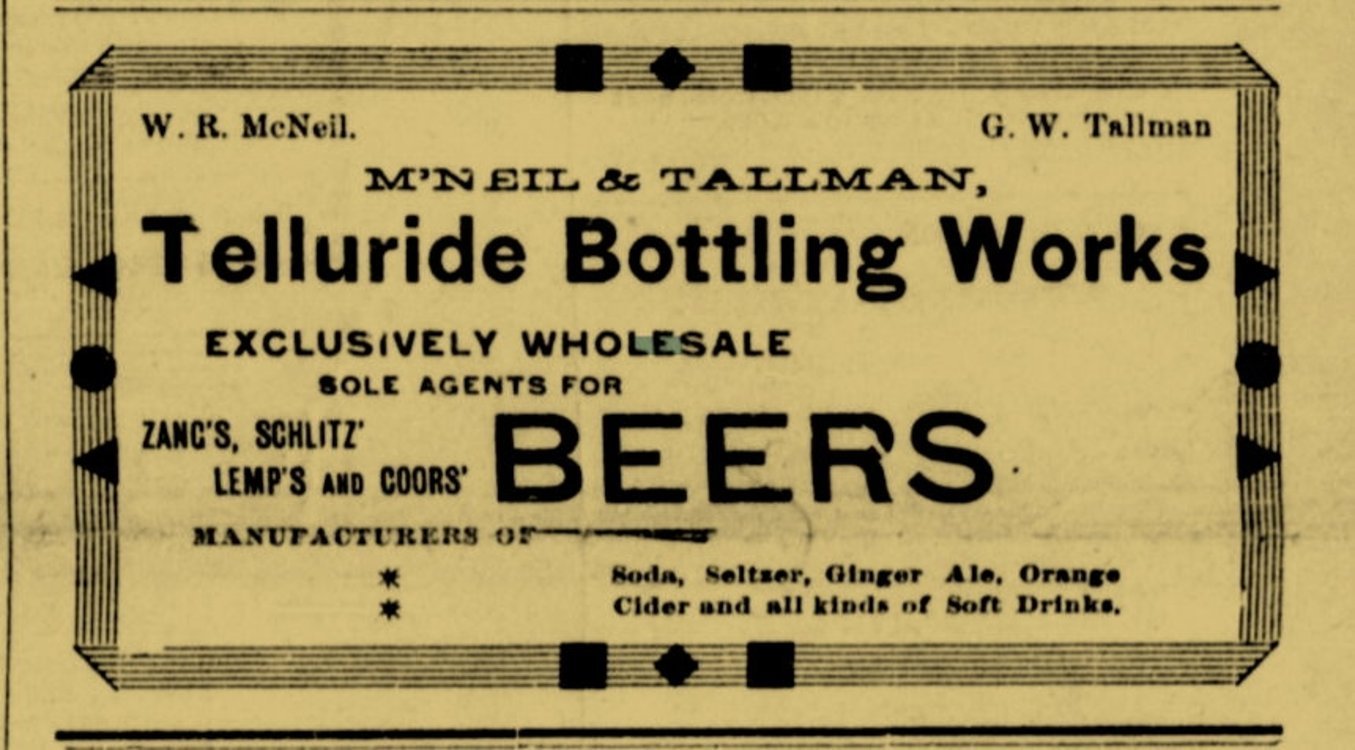 W. R. McNeil. G. W. Tallman
M'NEIL & TALLMAN,
Telluride Bottling Works
EXCLUSIVELY WHOLESALE
SOLE AGENTS FOR
ZANG'S, SCHLITZ'
LEMP'S AND COORS' BEERS
MANUFACTURERS OF
Soda, Seltzer, Ginger Ale, Orange
Cider and all kinds of Soft Drinks.